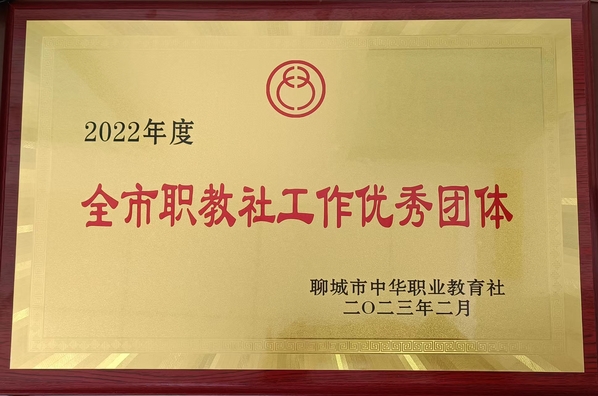 2022年度
全市职教社工作优秀团体
聊城市中华职业教育社
二〇二三年二月